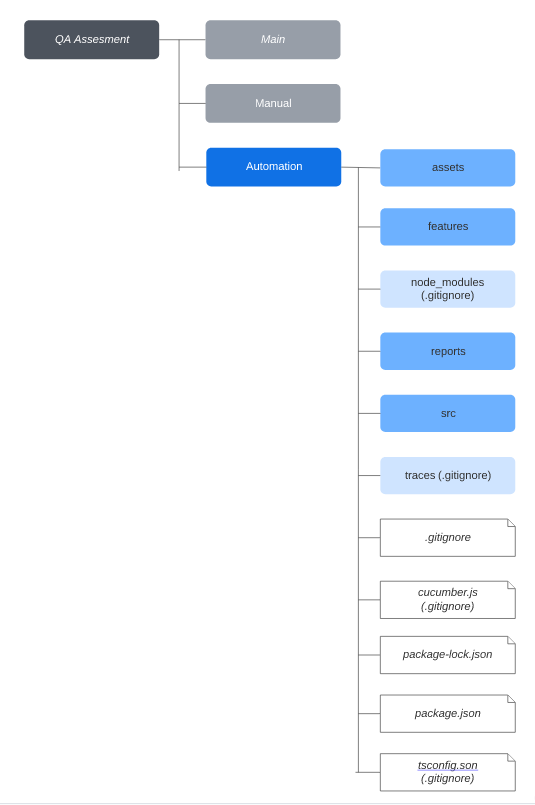 QA Assesment
Main
Manual
Automation
assets
features
node_modules
(.gitignore)
reports
src
traces (.gitignore)
.gitignore
cucumber.js
(.gitignore)
package-lock.json
package.json
tsconfig.son
(.gitignore)